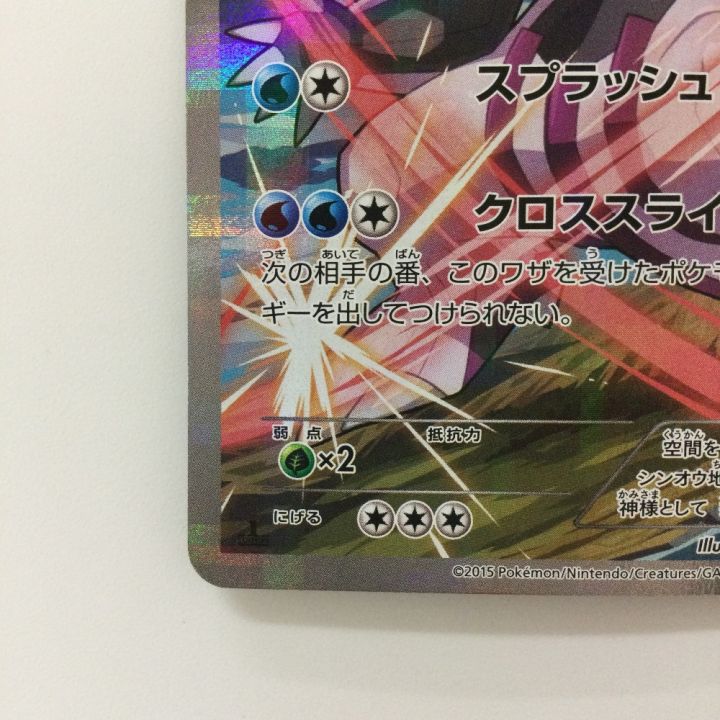 スプラッシュ
クロススライ
次の相手の番、このワザを受けたポケモ
ギーを出してつけられない。
弱点 抵抗力
×2
空間を
シンオウ地
神様として
にげる
Illu
©2015 Pokémon/Nintendo/Creatures/GA